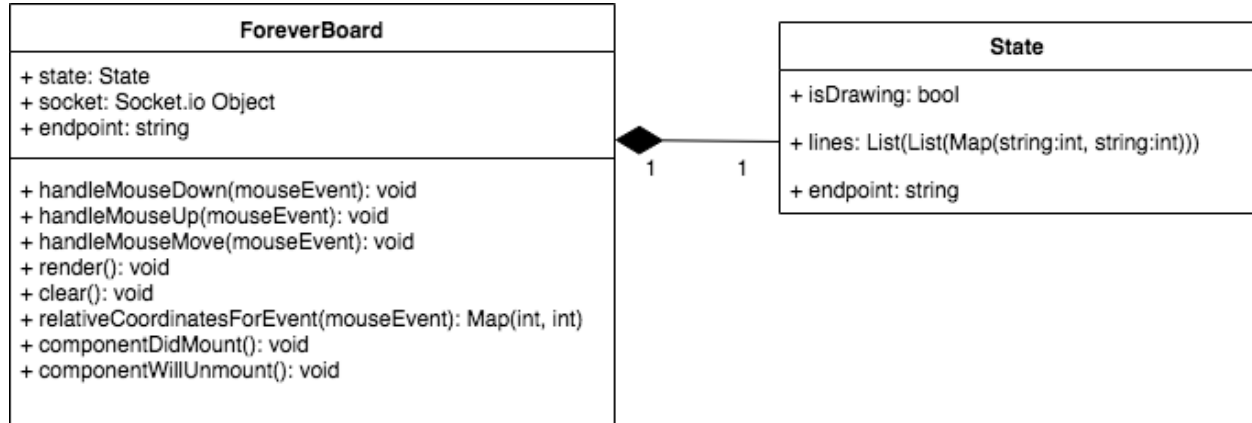 ForeverBoard
+ state: State
+ socket: Socket.io Object
+ endpoint: string
+ handleMouseDown(mouseEvent): void
+ handleMouseUp(mouseEvent): void
+ handleMouseMove(mouseEvent): void
+ render(): void
+ clear(): void
+ relativeCoordinatesForEvent(mouseEvent): Map(int, int)
+ componentDidMount(): void
+ componentWillUnmount(): void
1
1
State
+ isDrawing: bool
+ lines: List(List(Map(string:int, string:int)))
+ endpoint: string